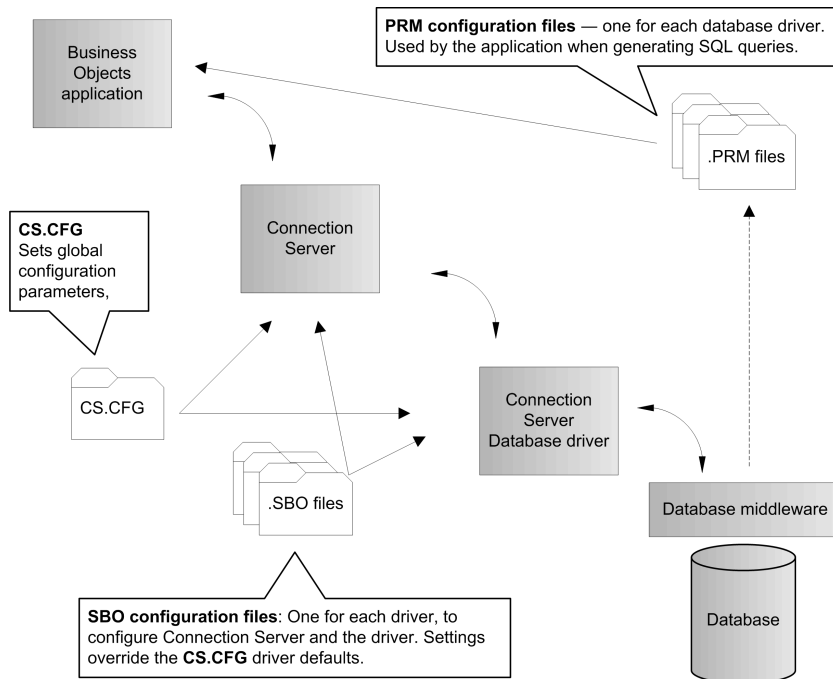 PRM configuration files — one for each database driver.
Used by the application when generating SQL queries.
Business
Objects
application
.PRM files
Connection
Server
CS.CFG
Sets global
configuration
parameters,
CS.CFG
Connection
Server
Database driver
.SBO files
Database middleware
Database
SBO configuration files: One for each driver, to
configure Connection Server and the driver. Settings
override the CS.CFG driver defaults.